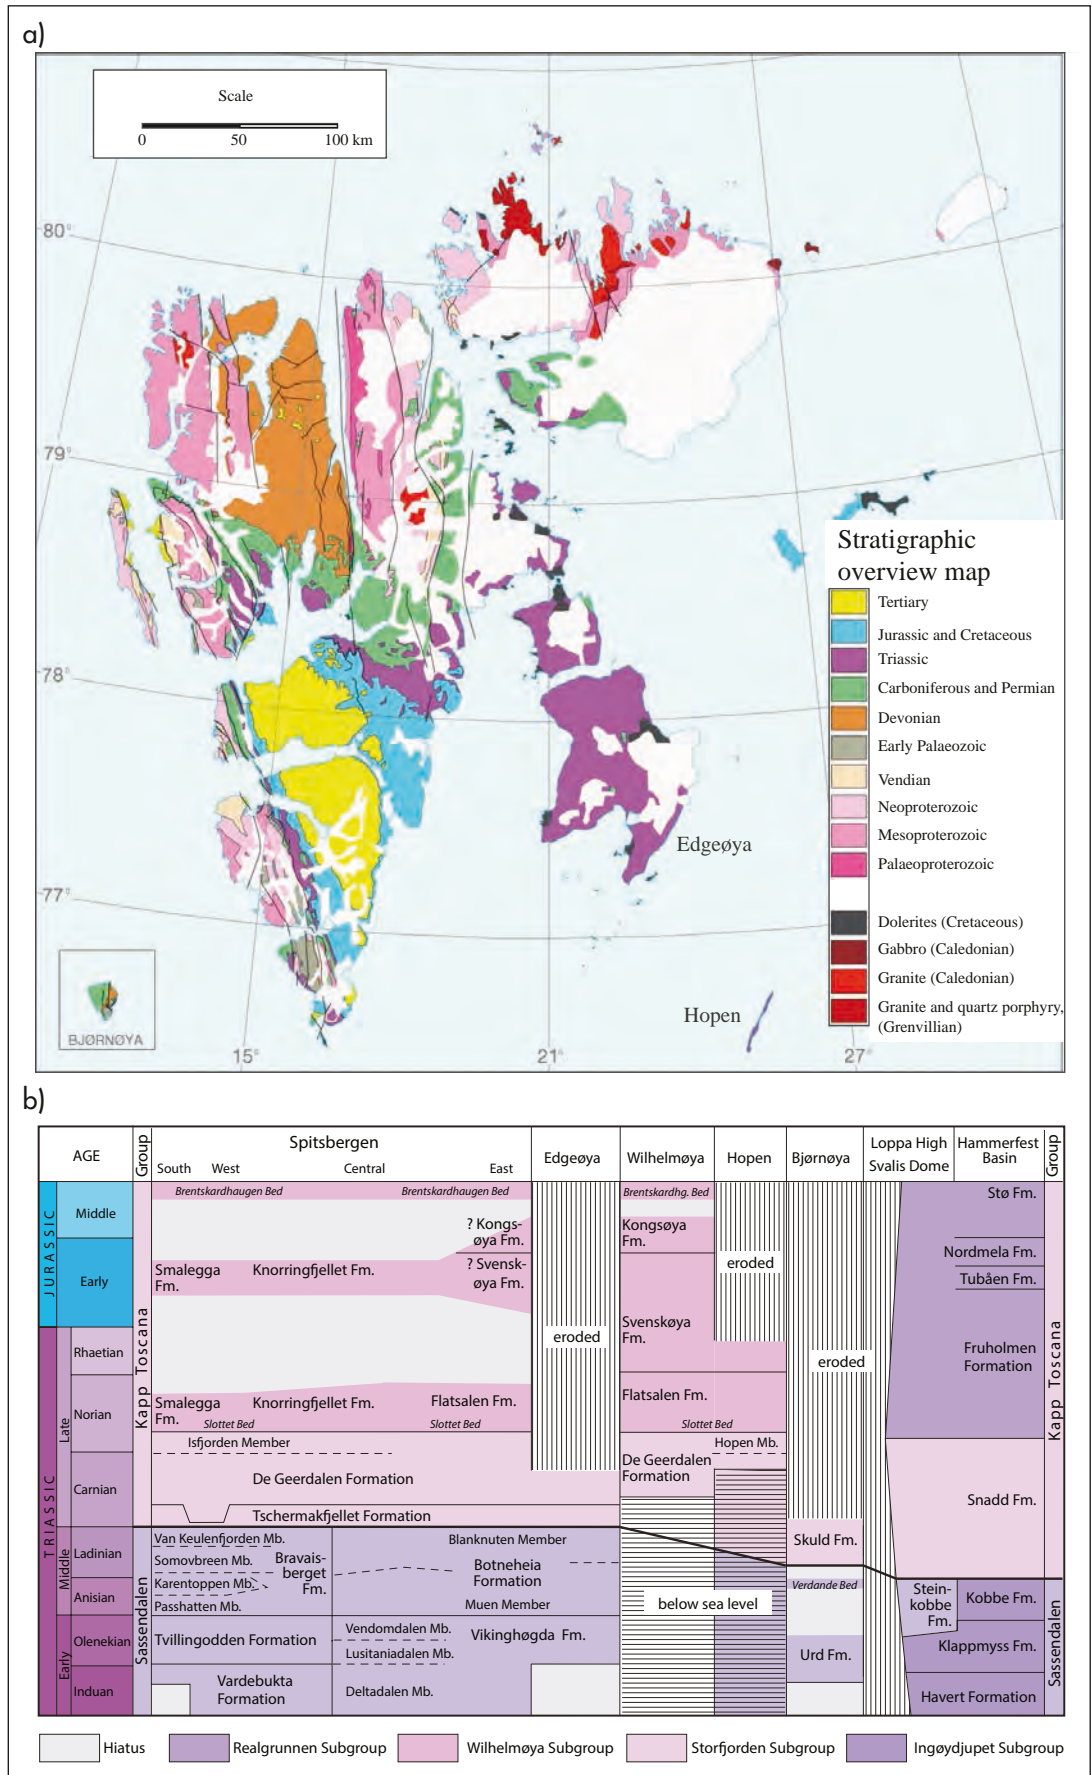 a)
Scale
0 50 100 km
80°
79°
78°
77°
15° 21° 27°
Edgeøya
Hopen
BJØRNØYA
Stratigraphic
overview map
Tertiary
Jurassic and Cretaceous
Triassic
Carboniferous and Permian
Devonian
Early Palaeozoic
Vendian
Neoproterozoic
Mesoproterozoic
Palaeoproterozoic
Dolerites (Cretaceous)
Gabbro (Caledonian)
Granite (Caledonian)
Granite and quartz porphyry,
(Grenvillian)
b)
AGE
Group
Spitsbergen
South West Central East
Edgeøya
Wilhelmøya
Hopen
Bjørnøya
Loppa High
Svalis Dome
Hammerfest
Basin
Group
JURASSIC
Middle
Early
TRIASSIC
Late
Rhaetian
Norian
Carnian
Middle
Ladinian
Anisian
Early
Olenekian
Induan
Kapp Toscana
Sassendalen
Brentskardhaugen Bed
Brentskardhaugen Bed
? Kongs-
øya Fm.
Smalegga
Fm.
Knorringfjellet Fm.
? Svensk-
øya Fm.
Smalegga
Fm.
Knorringfjellet Fm.
Flatsalen Fm.
Slottet Bed
Slottet Bed
Isfjorden Member
De Geerdalen Formation
Tschermakfjellet Formation
Van Keulenfjorden Mb.
Somovbreen Mb.
Karentoppen Mb.
Passhatten Mb.
Bravais-
berget
Fm.
Blanknuten Member
Botneheia
Formation
Muen Member
Tvillingodden Formation
Vendomdalen Mb.
Lusitaniadalen Mb.
Vikinghøgda Fm.
Vardebukta
Formation
Deltadalen Mb.
eroded
Brentskardhg. Bed
Kongsøya
Fm.
Svenskøya
Fm.
Flatsalen Fm.
Slottet Bed
De Geerdalen
Formation
Hopen Mb.
eroded
below sea level
eroded
Skuld Fm.
Verdande Bed
Urd Fm.
Stø Fm.
Nordmela Fm.
Tubåen Fm.
Fruholmen
Formation
Snadd Fm.
Stein-
kobbe
Fm.
Kobbe Fm.
Klappmyss Fm.
Havert Formation
Kapp Toscana
Sassendalen
Hiatus
Realgrunnen Subgroup
Wilhelmøya Subgroup
Storfjorden Subgroup
Ingøydjupet Subgroup